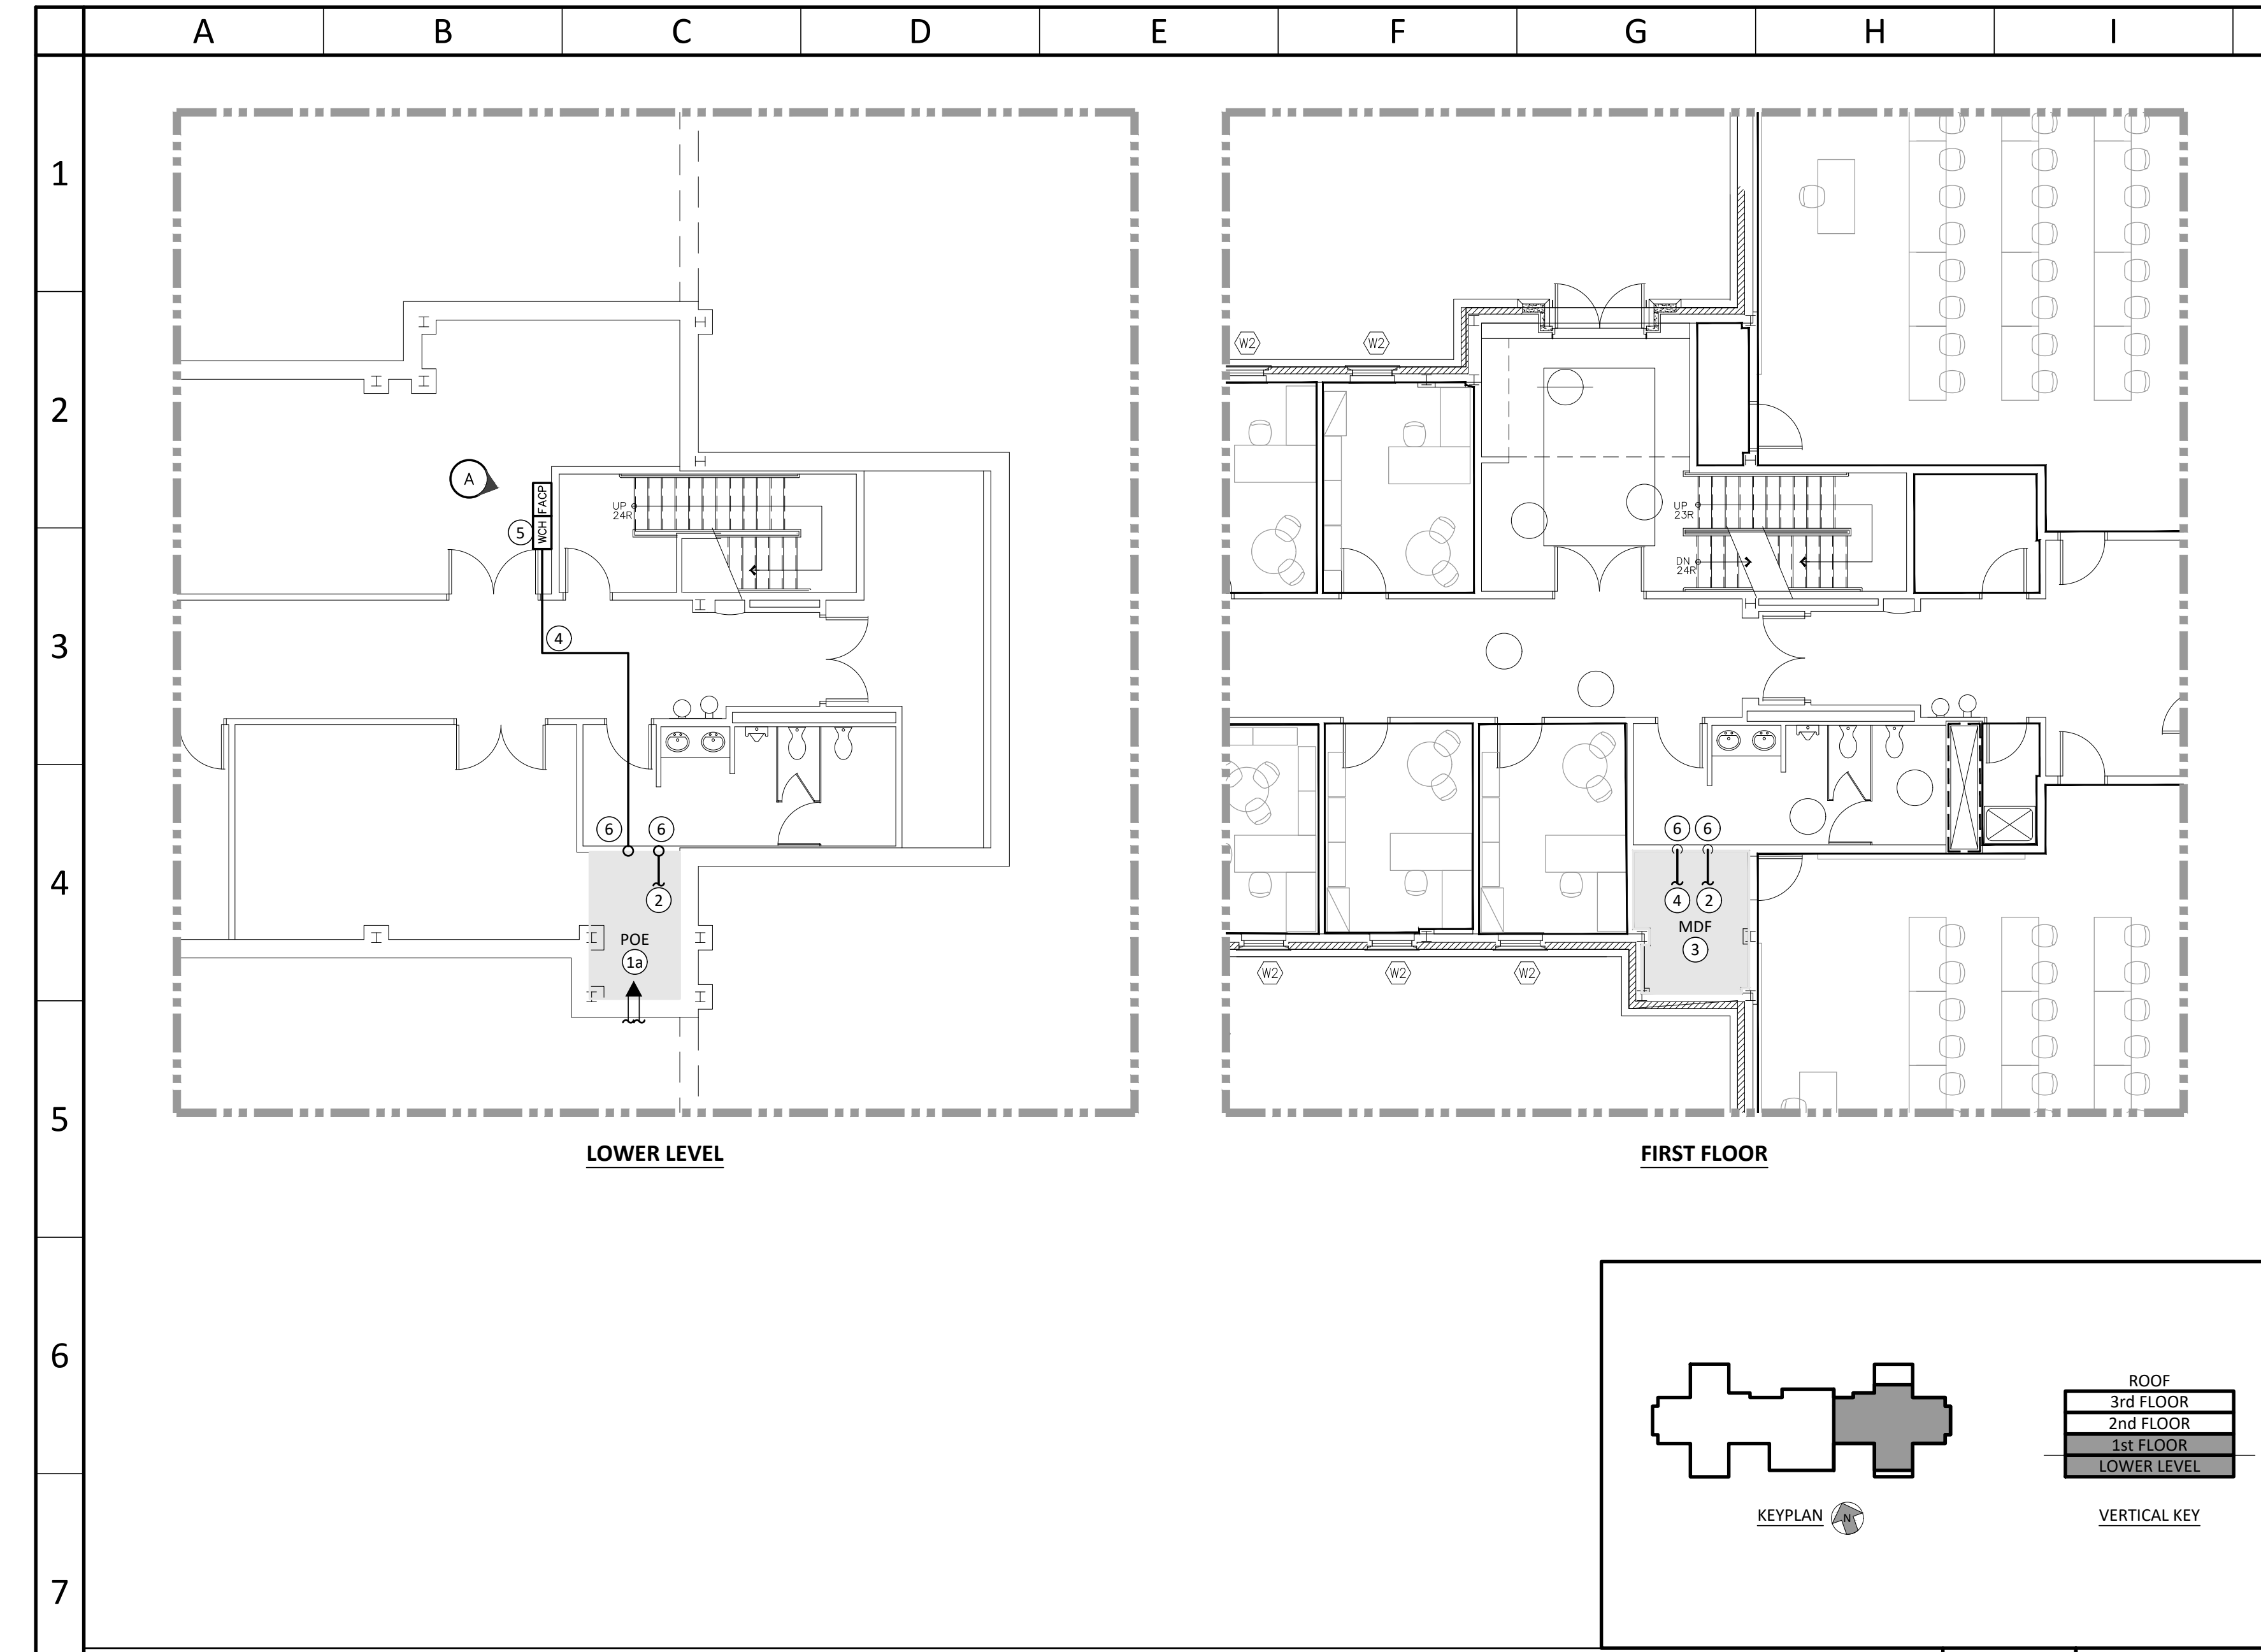 A B C D E F G H I
1
2
3
4
5
6
7
A
FACP
WCH
5
UP
24R
4
6
6
2
POE
1a
LOWER LEVEL
W2
W2
UP
23R
DN
24R
6
6
4
2
MDF
3
W2
W2
W2
FIRST FLOOR
KEYPLAN
N
ROOF
3rd FLOOR
2nd FLOOR
1st FLOOR
LOWER LEVEL
VERTICAL KEY